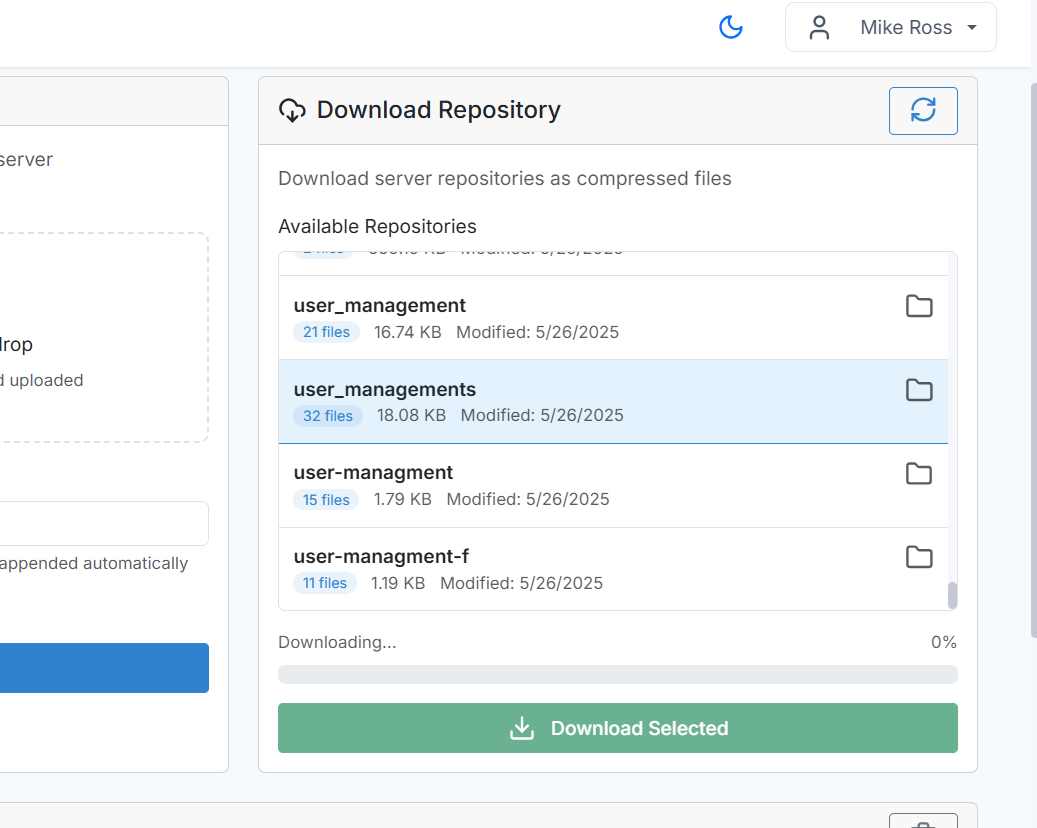 Mike Ross
server
drop
d uploaded
appended automatically
Download Repository
Download server repositories as compressed files
Available Repositories
user_management
21 files 16.74 KB Modified: 5/26/2025
user_managements
32 files 18.08 KB Modified: 5/26/2025
user-managment
15 files 1.79 KB Modified: 5/26/2025
user-managment-f
11 files 1.19 KB Modified: 5/26/2025
Downloading... 0%
Download Selected